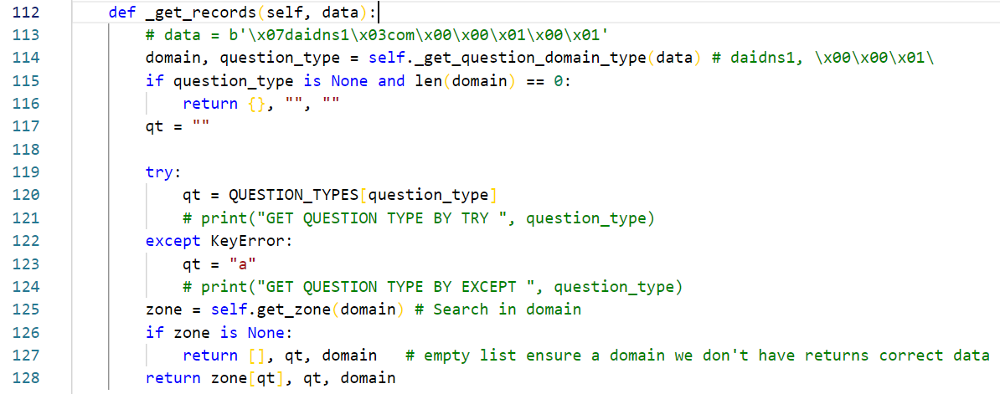 112 def _get_records(self, data):
113 # data = b'\x07daidns1\x03com\x00\x00\x01\x00\x01'
114 domain, question_type = self._get_question_domain_type(data) # daidns1, \x00\x00\x01\
115 if question_type is None and len(domain) == 0:
116 return {}, "", ""
117 qt = ""
118
119 try:
120 qt = QUESTION_TYPES[question_type]
121 # print("GET QUESTION TYPE BY TRY ", question_type)
122 except KeyError:
123 qt = "a"
124 # print("GET QUESTION TYPE BY EXCEPT ", question_type)
125 zone = self.get_zone(domain) # Search in domain
126 if zone is None:
127 return [], qt, domain # empty list ensure a domain we don't have returns correct data
128 return zone[qt], qt, domain